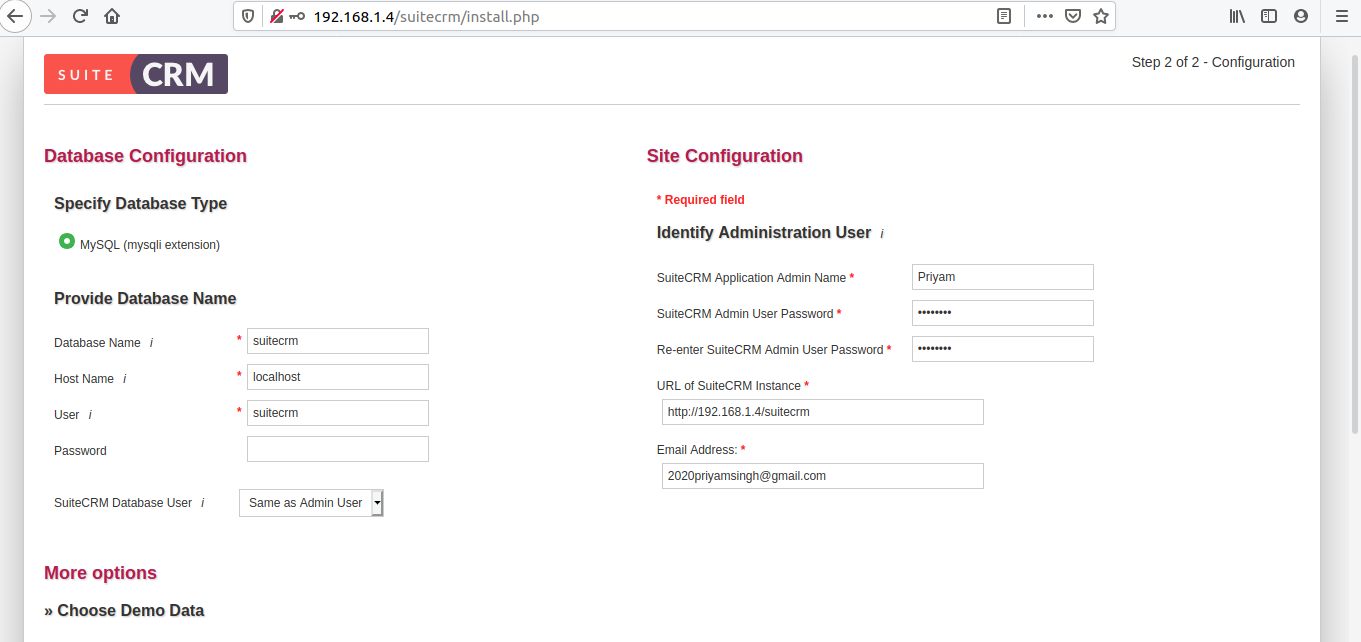 192.168.1.4/suitecrm/install.php
SUITE CRM
Step 2 of 2 - Configuration
Database Configuration
Specify Database Type
MySQL (mysqli extension)
Provide Database Name
Database Name i * suitecrm
Host Name i * localhost
User i * suitecrm
Password
SuiteCRM Database User i Same as Admin User
More options
» Choose Demo Data
Site Configuration
* Required field
Identify Administration User i
SuiteCRM Application Admin Name * Priyam
SuiteCRM Admin User Password * ••••••••
Re-enter SuiteCRM Admin User Password * ••••••••
URL of SuiteCRM Instance *
http://192.168.1.4/suitecrm
Email Address: *
2020priyamsingh@gmail.com